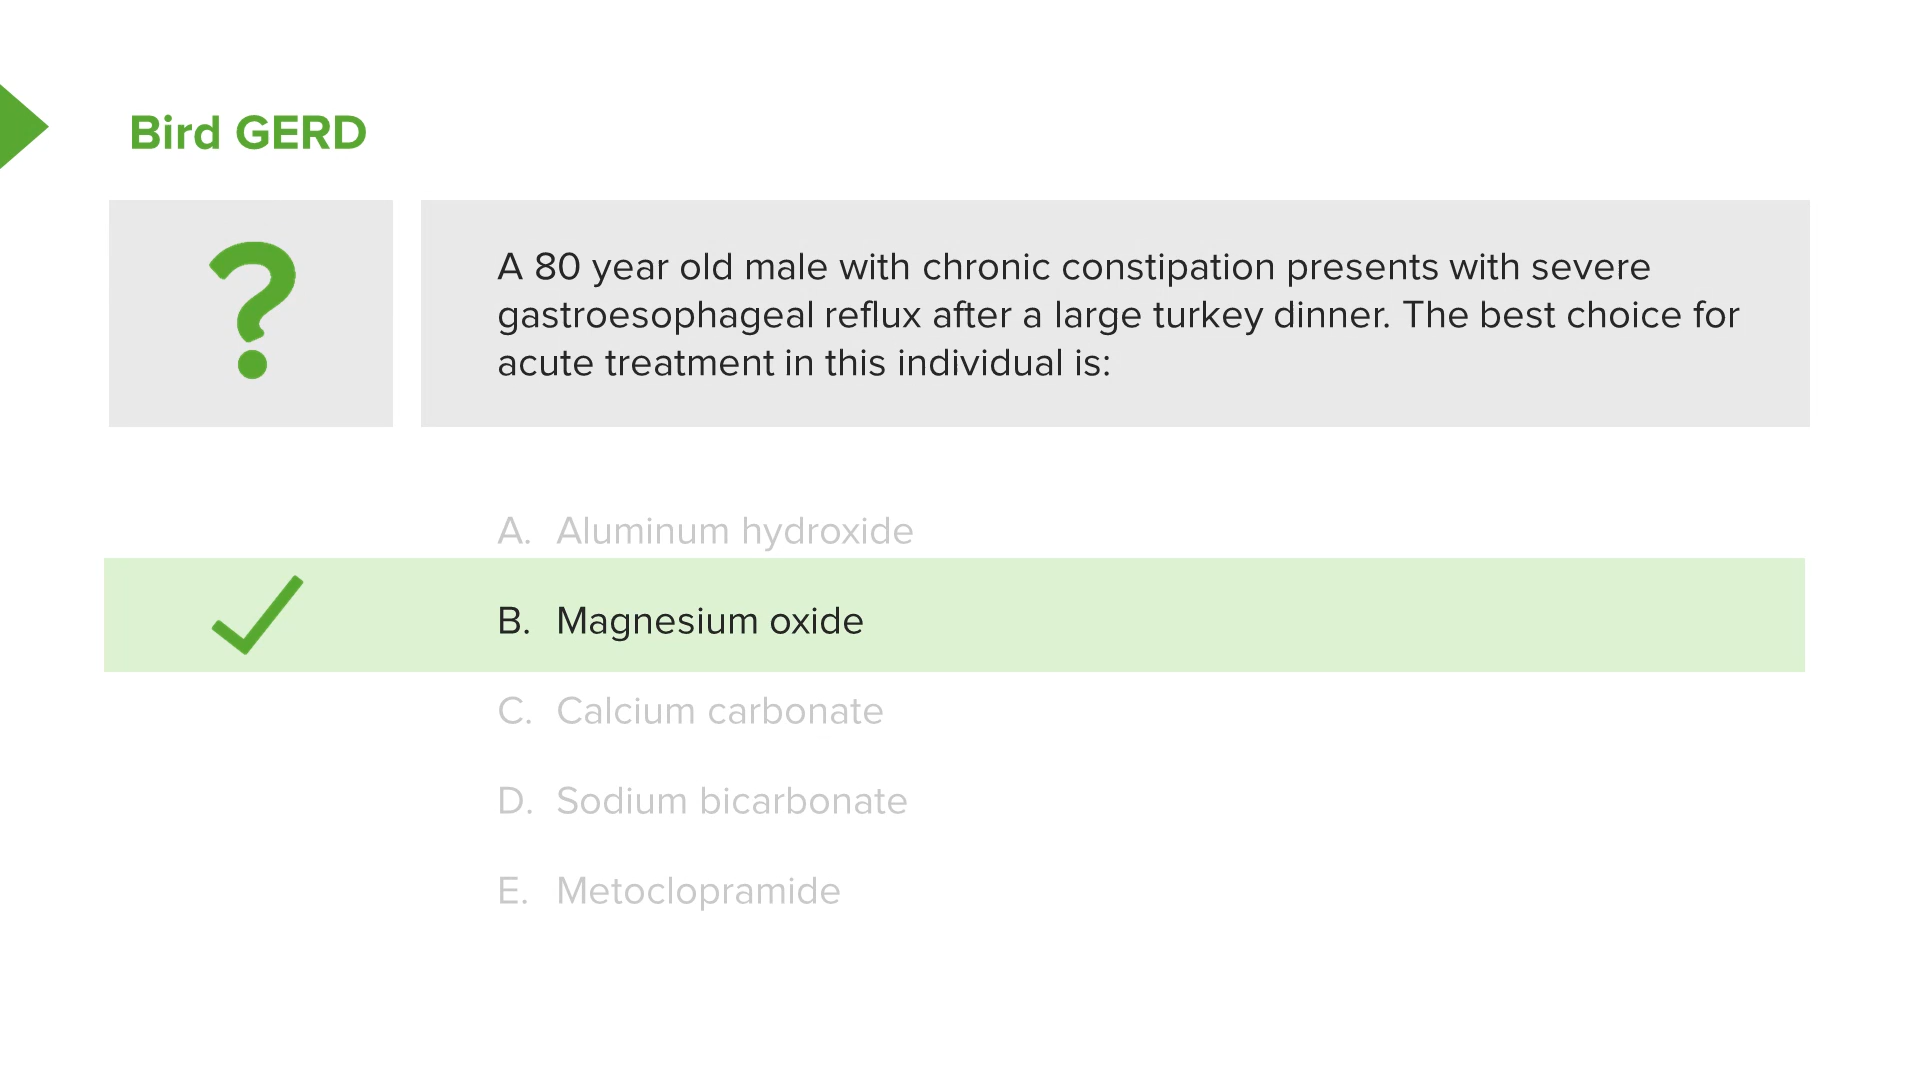 Bird GERD
?
A 80 year old male with chronic constipation presents with severe
gastroesophageal reflux after a large turkey dinner. The best choice for
acute treatment in this individual is:
A. Aluminum hydroxide
B. Magnesium oxide
C. Calcium carbonate
D. Sodium bicarbonate
E. Metoclopramide